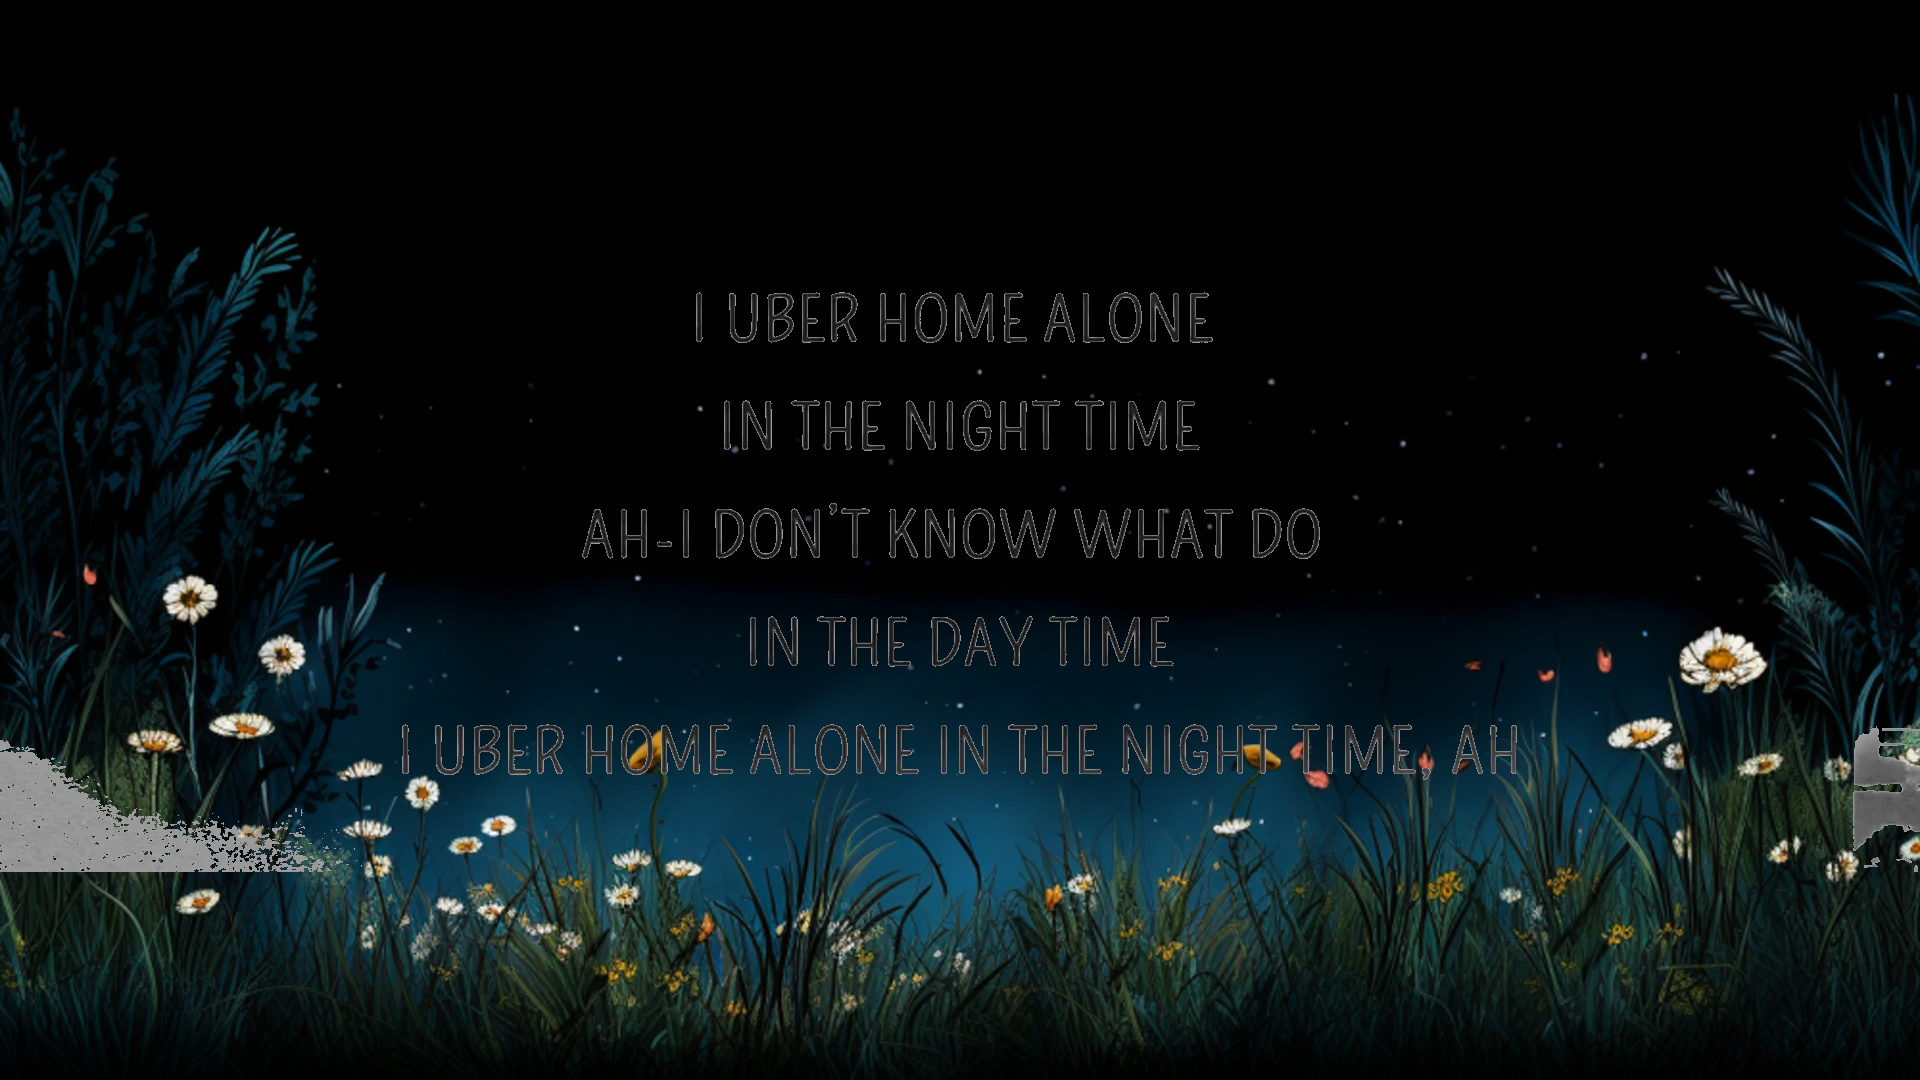 I UBER HOME ALONE
IN THE NIGHT TIME
AH-I DON'T KNOW WHAT DO
IN THE DAY TIME
I UBER HOME ALONE IN THE NIGHT TIME, AH